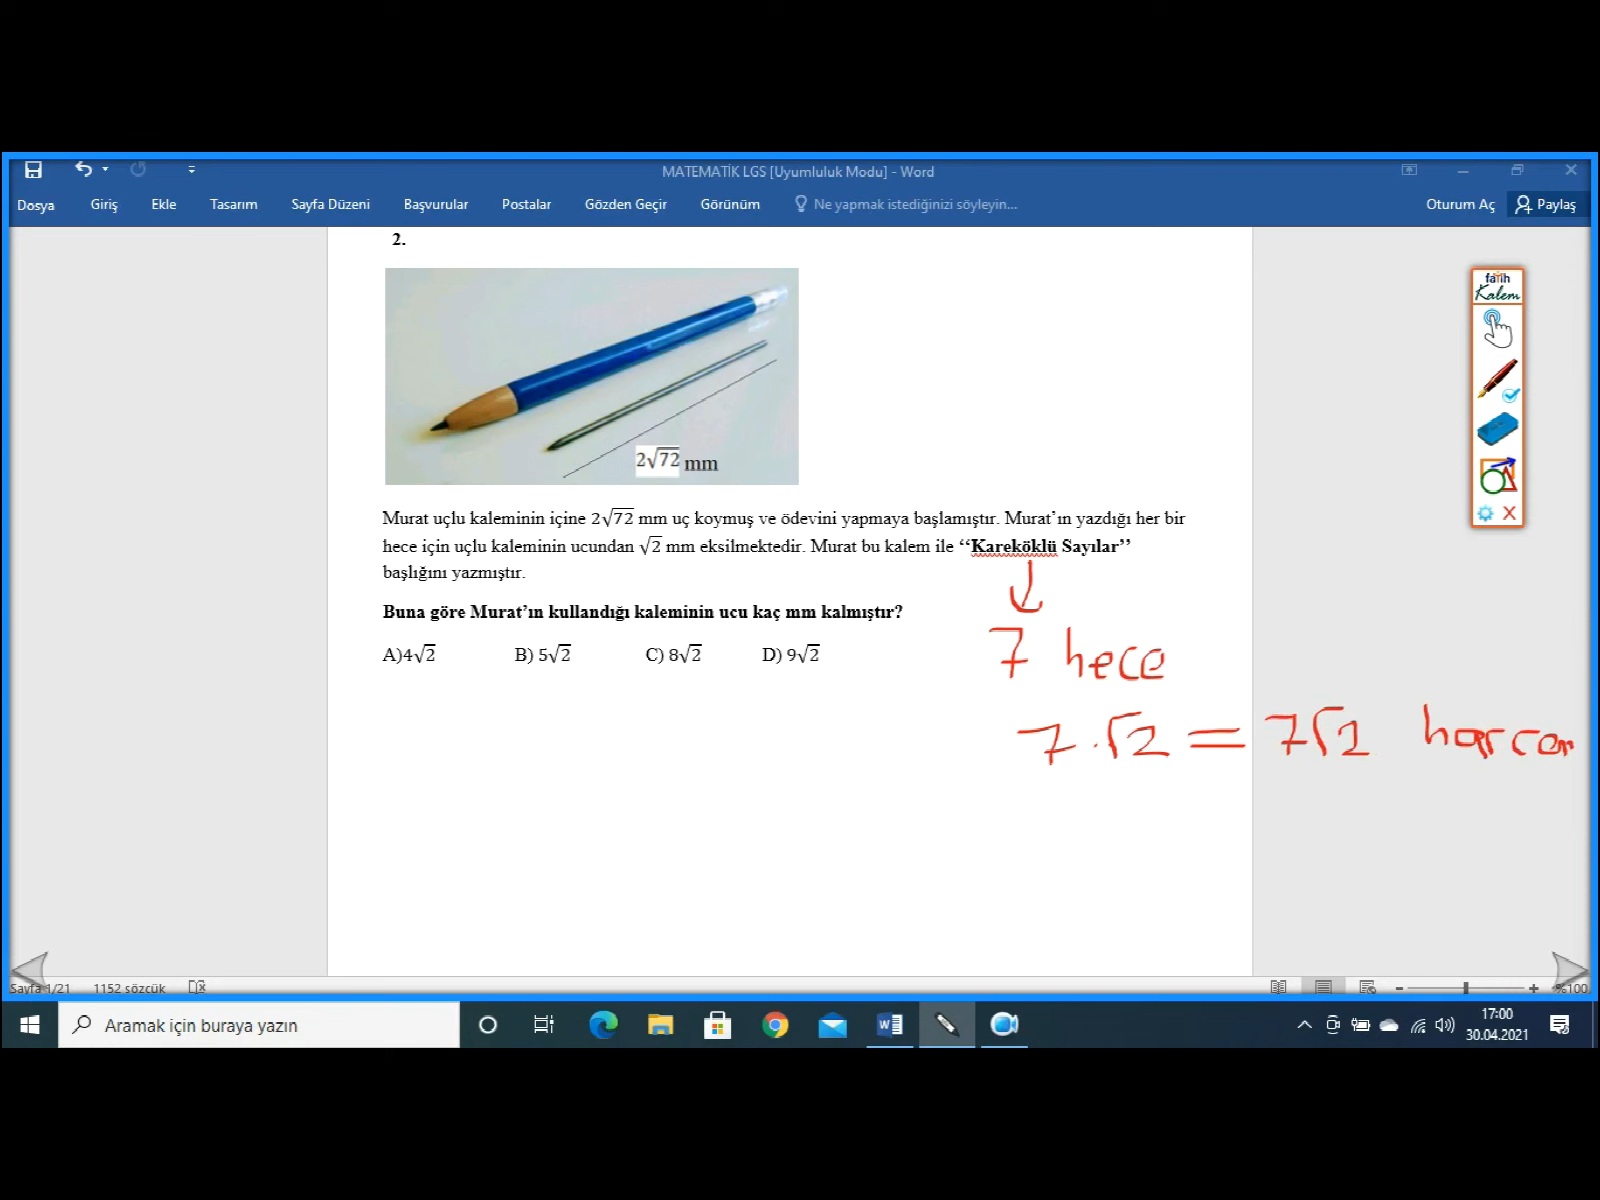 MATEMATİK LGS [Uyumluluk Modu] - Word
Dosya Giriş Ekle Tasarım Sayfa Düzeni Başvurular Postalar Gözden Geçir Görünüm Ne yapmak istediğinizi söyleyin... Oturum Aç Paylaş
2.
fatih
Kalem
2√72 mm
Murat uçlu kaleminin içine 2√72 mm uç koymuş ve ödevini yapmaya başlamıştır. Murat’ın yazdığı her bir
hece için uçlu kaleminin ucundan √2 mm eksilmektedir. Murat bu kalem ile ‘‘Kareköklü Sayılar’’
başlığını yazmıştır.
Buna göre Murat’ın kullandığı kaleminin ucu kaç mm kalmıştır?
A)4√2 B) 5√2 C) 8√2 D) 9√2
7 hece
7.√2 = 7√2 harcan
Sayfa 1/21 1152 sözcük %100
Aramak için buraya yazın
17:00
30.04.2021